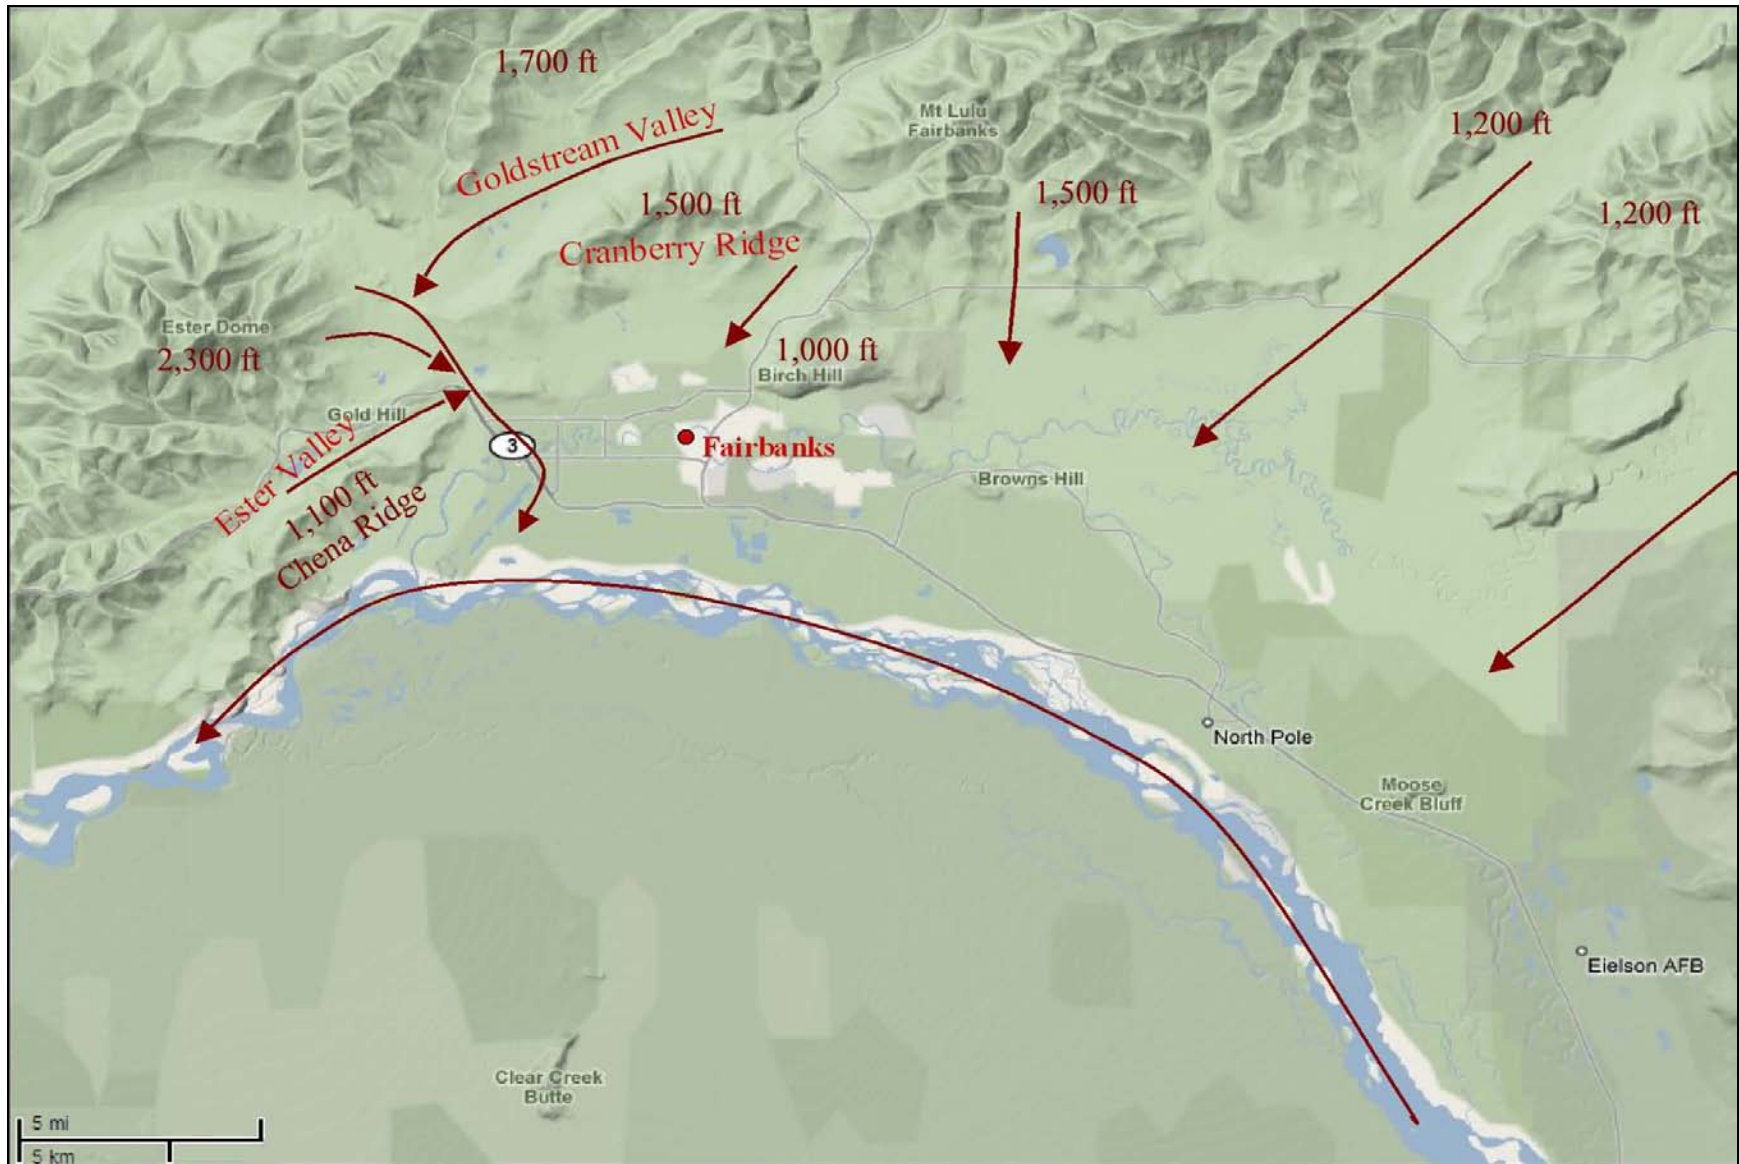 1,700 ft
Goldstream Valley
Mt Lulu
Fairbanks
1,200 ft
1,500 ft
1,500 ft
1,200 ft
Cranberry Ridge
Ester Dome
2,300 ft
1,000 ft
Birch Hill
Gold Hill
3
Fairbanks
Ester Valley
1,100 ft
Chena Ridge
Browns Hill
North Pole
Moose
Creek Bluff
Eielson AFB
Clear Creek
Butte
5 mi
5 km